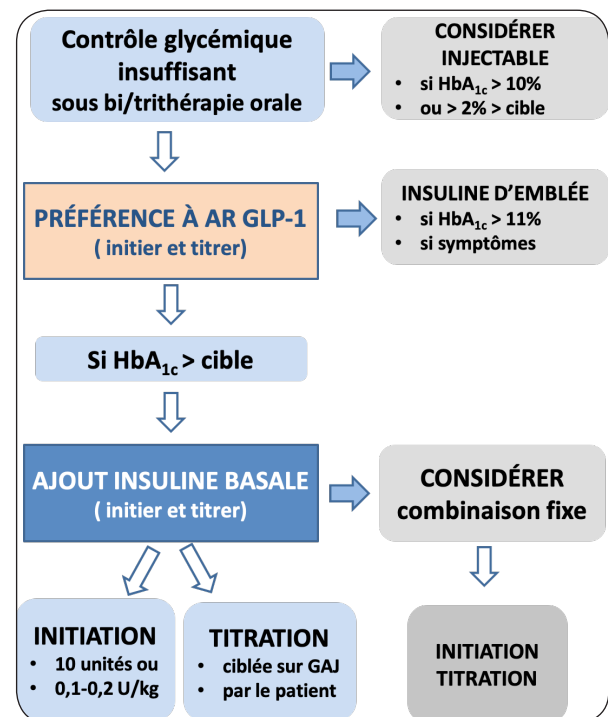 Contrôle glycémique
insuffisant
sous bi/trithérapie orale
CONSIDÉRER
INJECTABLE
• si HbA1c > 10%
• ou > 2% > cible
PRÉFÉRENCE À AR GLP-1
( initier et titrer)
INSULINE D’EMBLÉE
• si HbA1c > 11%
• si symptômes
Si HbA1c > cible
AJOUT INSULINE BASALE
( initier et titrer)
CONSIDÉRER
combinaison fixe
INITIATION
• 10 unités ou
• 0,1-0,2 U/kg
TITRATION
• ciblée sur GAJ
• par le patient
INITIATION
TITRATION